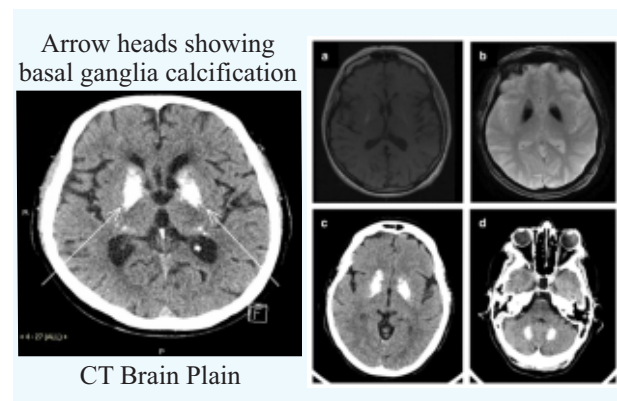 Arrow heads showing
basal ganglia calcification
CT Brain Plain
a
b
c
d
F
P